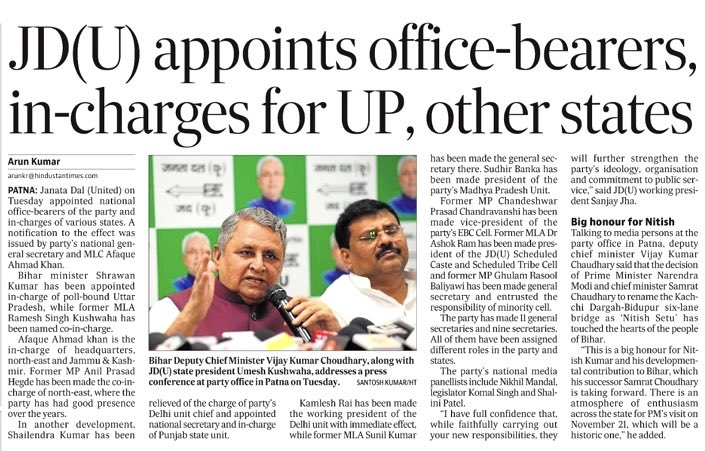 JD(U) appoints office-bearers,
in-charges for UP, other states
Arun Kumar
arunkr@hindustantimes.com
PATNA: Janata Dal (United) on
Tuesday appointed national
office-bearers of the party and
in-charges of various states. A
notification to the effect was
issued by party's national gen-
eral secretary and MLC Afaque
Ahmad Khan.
Bihar minister Shrawan
Kumar has been appointed
in-charge of poll-bound Uttar
Pradesh, while former MLA
Ramesh Singh Kushwaha has
been named co-in-charge.
Afaque Ahmad khan is the
in-charge of headquarters,
north-east and Jammu & Kash-
mir. Former MP Anil Prasad
Hegde has been made the co-in-
charge of north-east, where the
party has had good presence
over the years.
In another development,
Shailendra Kumar has been
जनता दल (यू०)
जनता दल (यू०)
Bihar Deputy Chief Minister Vijay Kumar Choudhary, along with
JD(U) state president Umesh Kushwaha, addresses a press
conference at party office in Patna on Tuesday.
SANTOSH KUMAR/HT
relieved of the charge of party's
Delhi unit chief and appointed
national secretary and in-charge
of Punjab state unit.
Kamlesh Rai has been made
the working president of the
Delhi unit with immediate effect,
while former MLA Sunil Kumar
has been made the general sec-
retary there. Sudhir Banka has
been made president of the
party's Madhya Pradesh Unit.
Former MP Chandeshwar
Prasad Chandravanshi has been
made vice-president of the
party's EBC Cell. Former MLA Dr
Ashok Ram has been made pres-
ident of the JD(U) Scheduled
Caste and Scheduled Tribe Cell
and former MP Ghulam Rasool
Baliyawi has been made general
secretary and entrusted the
responsibility of minority cell.
The party has made 11 general
secretaries and nine secretaries.
All of them have been assigned
different roles in the party and
states.
The party's national media
panellists include Nikhil Mandal,
legislator Komal Singh and Shal-
ini Patel.
"I have full confidence that,
while faithfully carrying out
your new responsibilities, they
will further strengthen the
party's ideology, organisation
and commitment to public ser-
vice," said JD(U) working presi-
dent Sanjay Jha.
Big honour for Nitish
Talking to media persons at the
party office in Patna, deputy
chief minister Vijay Kumar
Choudhary said that the decision
of Prime Minister Narendra
Modi and chief minister Samrat
Chaudhary to rename the Kach-
chi Dargah-Bidupur six-lane
bridge as 'Nitish Setu' has
touched the hearts of the people
of Bihar.
"This is a big honour for Nit-
ish Kumar and his developmen-
tal contribution to Bihar, which
his successor Samrat Choudhary
is taking forward. There is an
atmosphere of enthusiasm
across the state for PM's visit on
November 21, which will be a
historic one," he added.